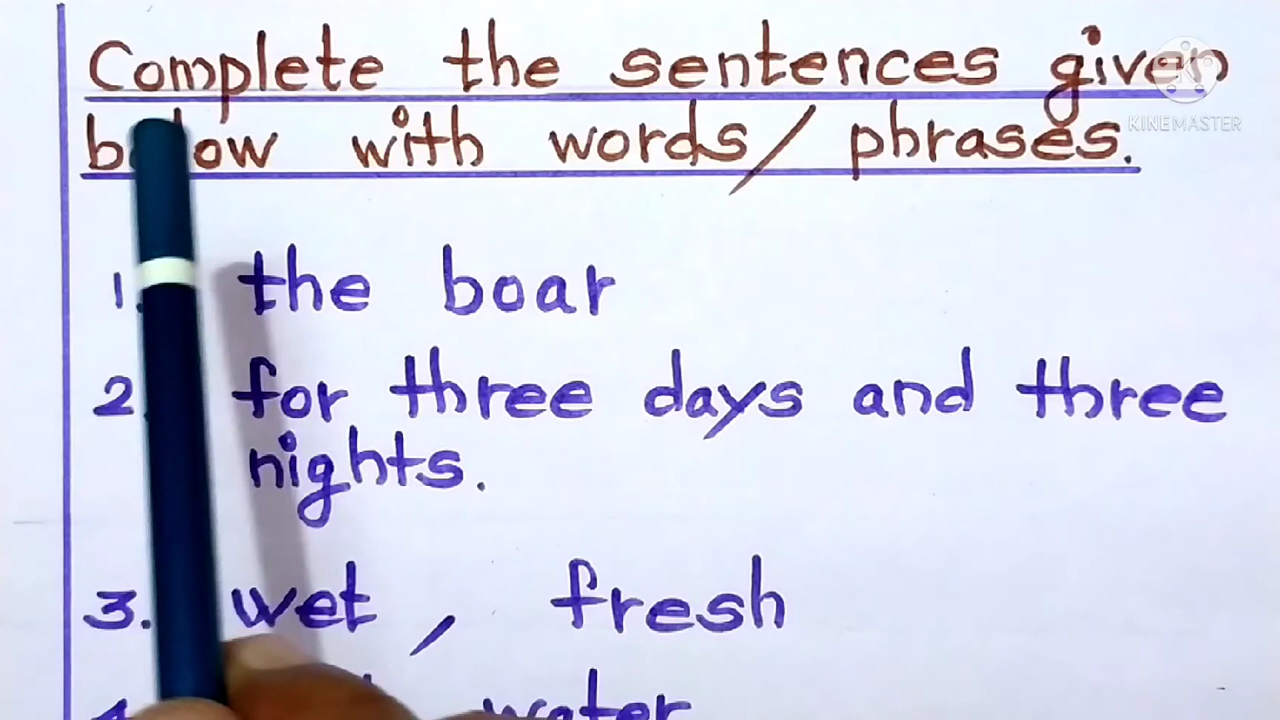 Complete the sentences given
below with words/phrases.
KINEMASTER
1. the boar
2. for three days and three
nights.
3. wet, fresh
4. water